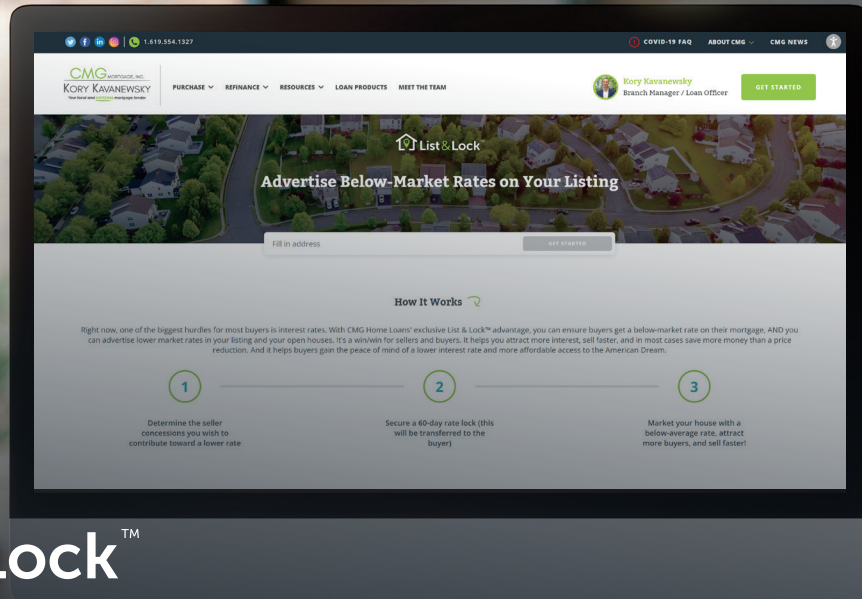 1.619.554.1327
COVID-19 FAQ ABOUT CMG CMG NEWS
CMG MORTGAGE, INC.
KORY KAVANEWSKY
Your local and personal mortgage lender
PURCHASE REFINANCE RESOURCES LOAN PRODUCTS MEET THE TEAM
Kory Kavanewsky
Branch Manager / Loan Officer
GET STARTED
List & Lock
Advertise Below-Market Rates on Your Listing
Fill in address GET STARTED
How It Works
Right now, one of the biggest hurdles for most buyers is interest rates. With CMG Home Loans' exclusive List & Lock™ advantage, you can ensure buyers get a below-market rate on their mortgage, AND you
can advertise lower market rates in your listing and your open houses. It's a win/win for sellers and buyers. It helps you attract more interest, sell faster, and in most cases save more money than a price
reduction. And it helps buyers gain the peace of mind of a lower interest rate and more affordable access to the American Dream.
1 2 3
Determine the seller
concessions you wish to
contribute toward a lower rate
Secure a 60-day rate lock (this
will be transferred to the
buyer)
Market your house with a
below-average rate, attract
more buyers, and sell faster!
Lock™